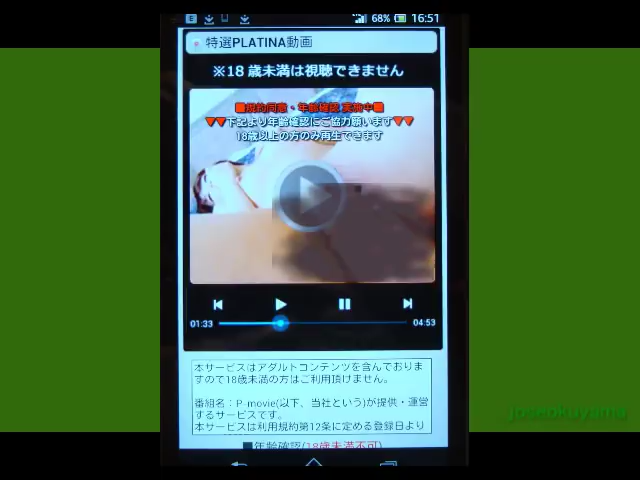 68% 16:51
特選PLATINA動画
※18 歳未満は視聴できません
■規約同意・年齢確認 実施中■
▼▼下記より年齢確認にご協力願います▼▼
18歳以上の方のみ再生できます
01:33
04:53
本サービスはアダルトコンテンツを含んでおりま
すので18歳未満の方はご利用頂けません。
番組名：P-movie(以下、当社という)が提供・運営
するサービスです。
本サービスは利用規約第12条に定める登録日より
■年齢確認(18歳未満不可)
joseokuyama